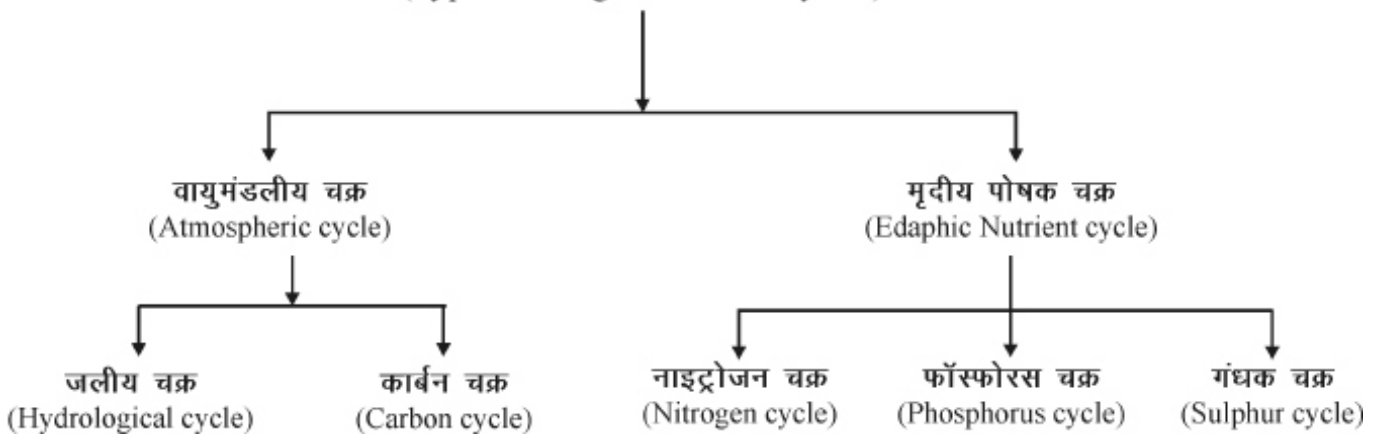 वायुमंडलीय चक्र
(Atmospheric cycle)
मृदीय पोषक चक्र
(Edaphic Nutrient cycle)
जलीय चक्र
(Hydrological cycle)
कार्बन चक्र
(Carbon cycle)
नाइट्रोजन चक्र
(Nitrogen cycle)
फॉस्फोरस चक्र
(Phosphorus cycle)
गंधक चक्र
(Sulphur cycle)